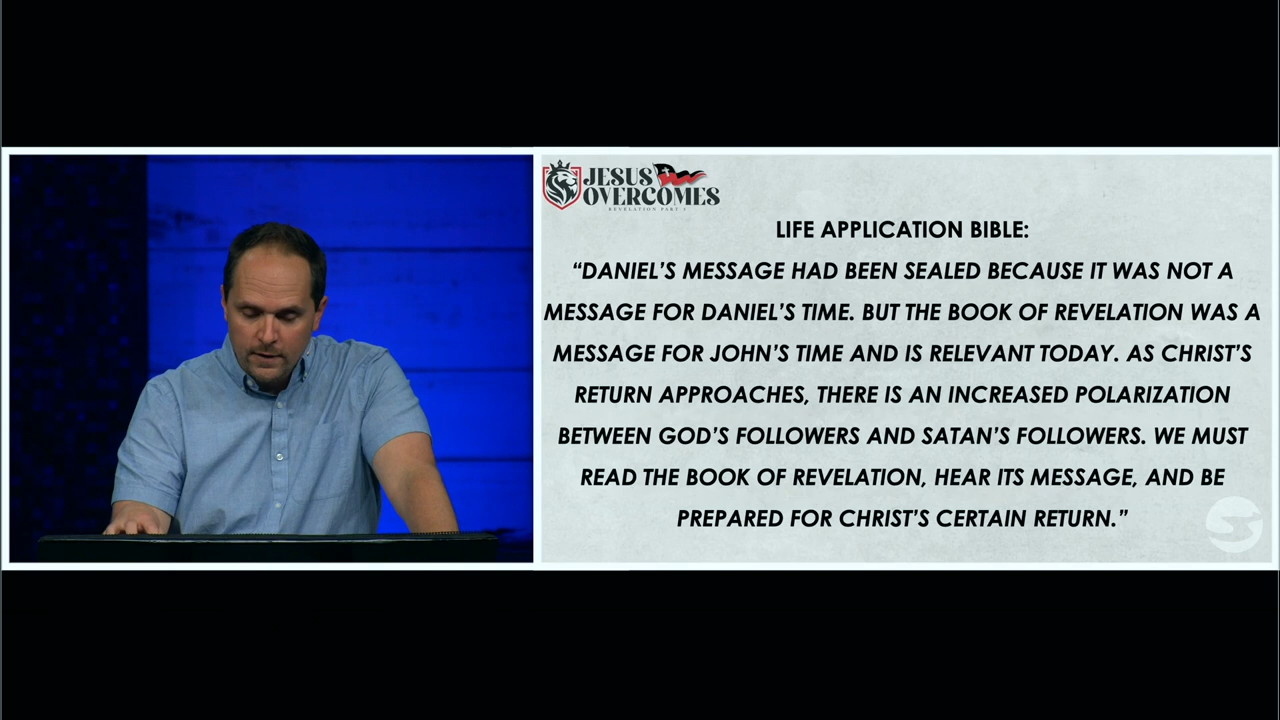 JESUS
OVERCOMES
LIFE APPLICATION BIBLE:
“DANIEL’S MESSAGE HAD BEEN SEALED BECAUSE IT WAS NOT A
MESSAGE FOR DANIEL’S TIME. BUT THE BOOK OF REVELATION WAS A
MESSAGE FOR JOHN’S TIME AND IS RELEVANT TODAY. AS CHRIST’S
RETURN APPROACHES, THERE IS AN INCREASED POLARIZATION
BETWEEN GOD’S FOLLOWERS AND SATAN’S FOLLOWERS. WE MUST
READ THE BOOK OF REVELATION, HEAR ITS MESSAGE, AND BE
PREPARED FOR CHRIST’S CERTAIN RETURN.”